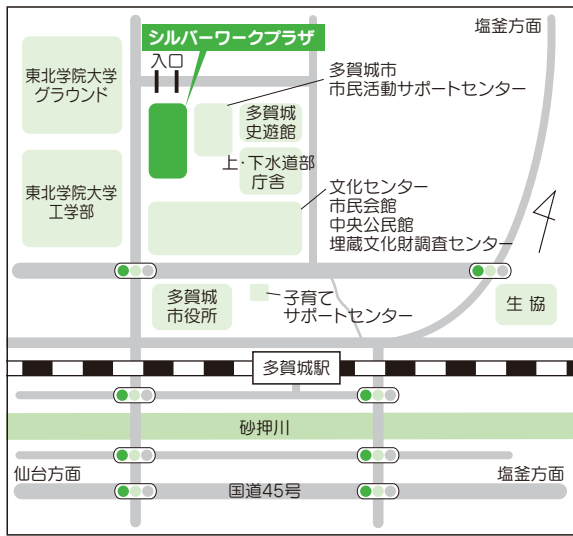 塩釜方面
シルバーワークプラザ
入口
東北学院大学
グラウンド
多賀城市
市民活動サポートセンター
多賀城
史遊館
上・下水道部
庁舎
東北学院大学
工学部
文化センター
市民会館
中央公民館
埋蔵文化財調査センター
多賀城
市役所
子育て
サポートセンター
生協
多賀城駅
砂押川
仙台方面
塩釜方面
国道45号